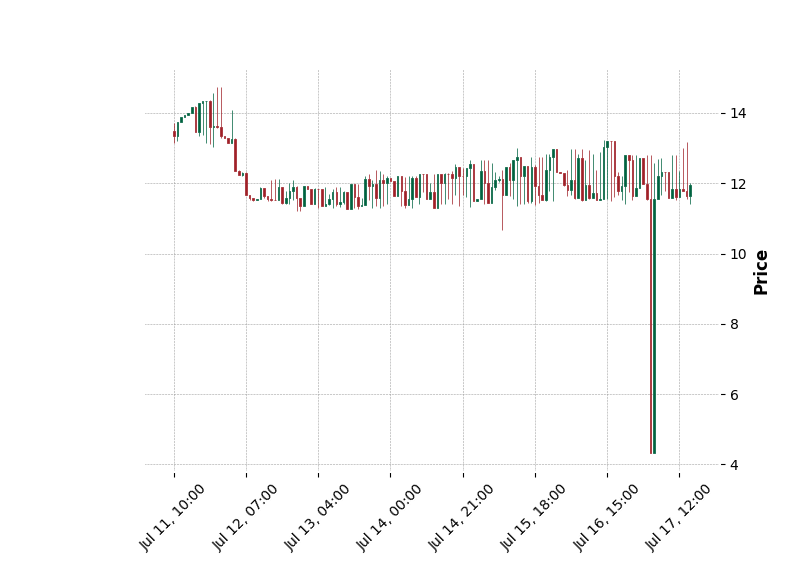 14
12
10
8
6
4
Price
Jul 11, 10:00
Jul 12, 07:00
Jul 13, 04:00
Jul 14, 00:00
Jul 14, 21:00
Jul 15, 18:00
Jul 16, 15:00
Jul 17, 12:00